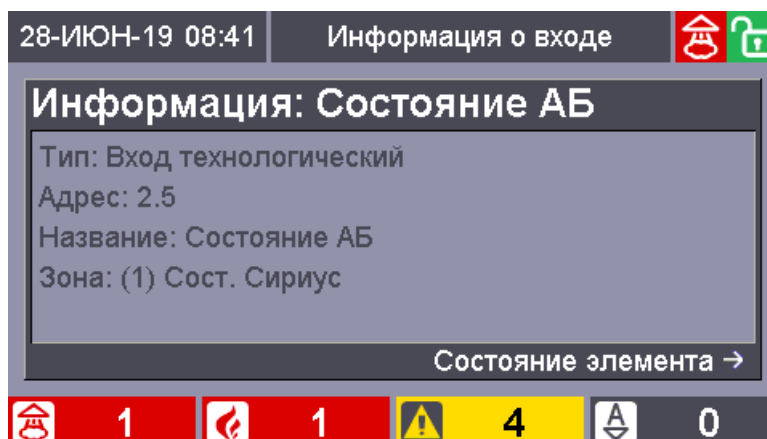 28-ИЮН-19 08:41 Информация о входе
Информация: Состояние АБ
Тип: Вход технологический
Адрес: 2.5
Название: Состояние АБ
Зона: (1) Сост. Сириус
Состояние элемента →
1 1 4 A 0